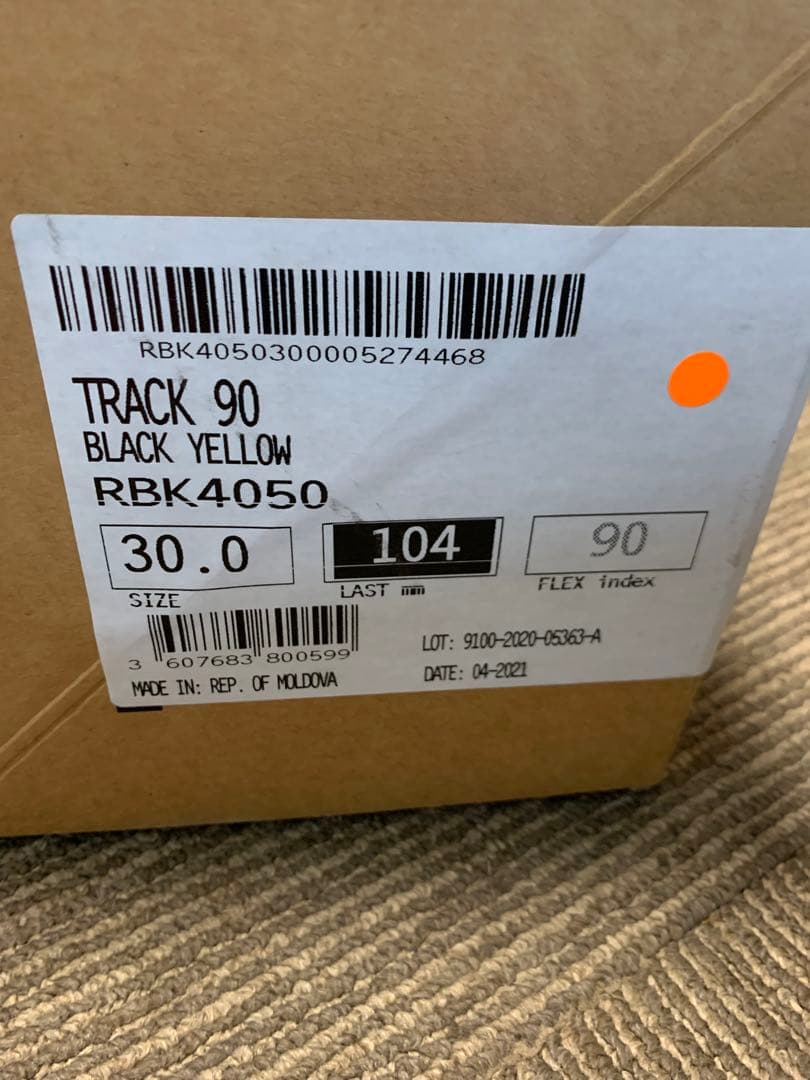 RBK4050300005274468
TRACK 90
BLACK YELLOW
RBK4050
30.0
SIZE
104
LAST mm
90
FLEX index
3 607683 800599
LOT: 9100-2020-05363-A
MADE IN: REP. OF MOLDOVA
DATE: 04-2021